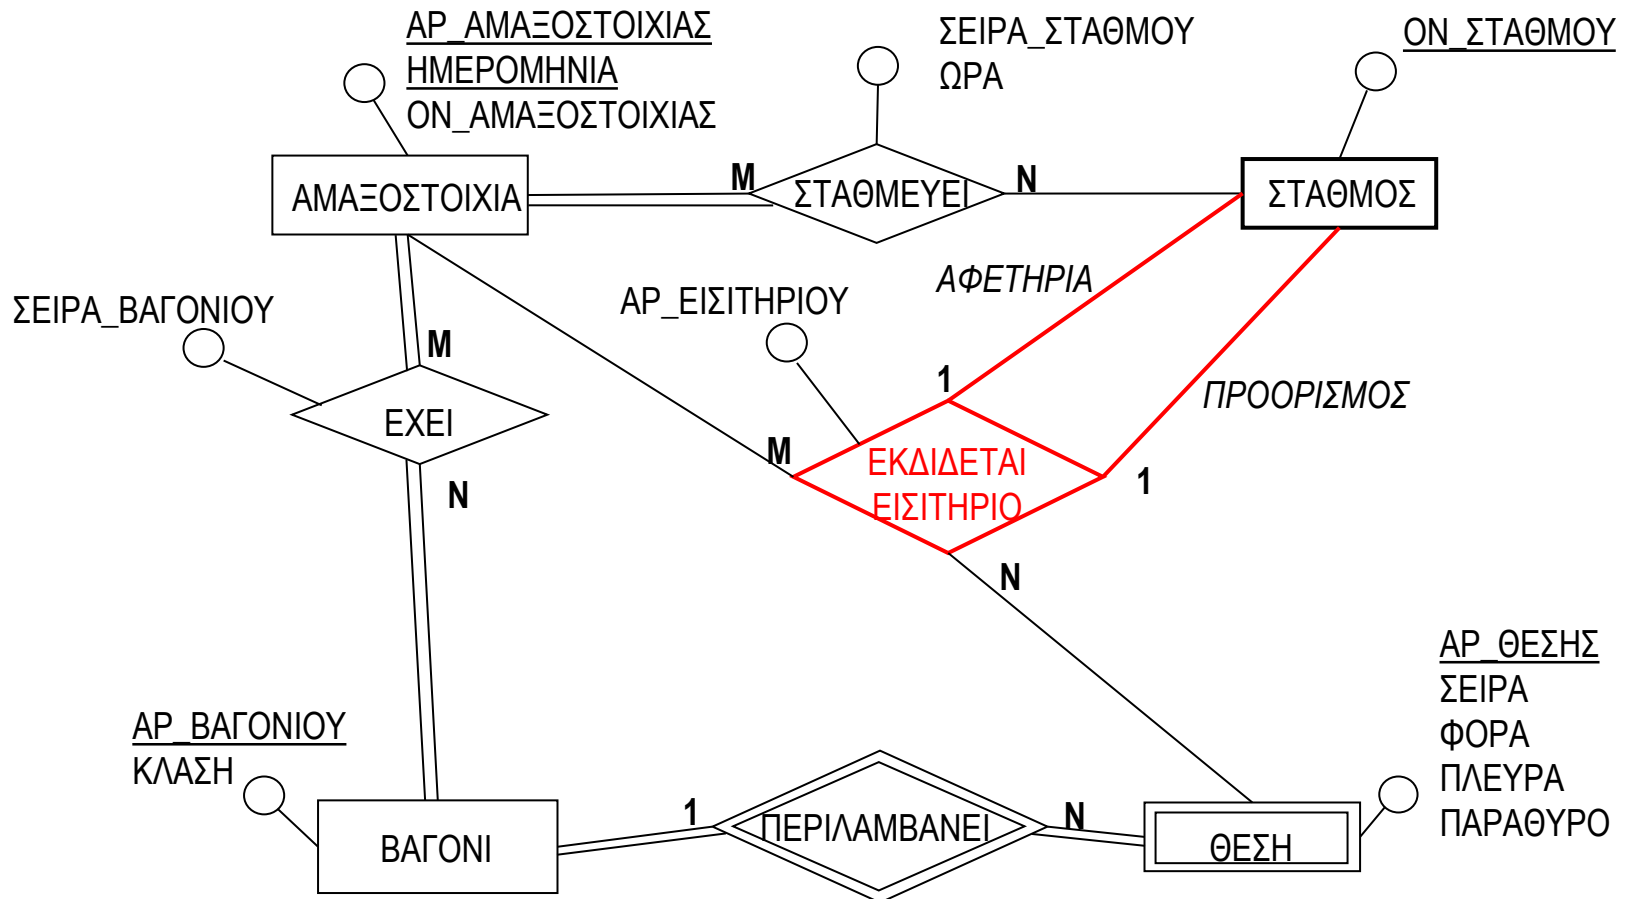 ΑΡ_ΑΜΑΞΟΣΤΟΙΧΙΑΣ
ΗΜΕΡΟΜΗΝΙΑ
ΟΝ_ΑΜΑΞΟΣΤΟΙΧΙΑΣ
ΣΕΙΡΑ_ΣΤΑΘΜΟΥ
ΩΡΑ
ΟΝ_ΣΤΑΘΜΟΥ
ΑΜΑΞΟΣΤΟΙΧΙΑ
M
ΣΤΑΘΜΕΥΕΙ
N
ΣΤΑΘΜΟΣ
ΣΕΙΡΑ_ΒΑΓΟΝΙΟΥ
ΑΡ_ΕΙΣΙΤΗΡΙΟΥ
ΑΦΕΤΗΡΙΑ
M
1
ΠΡΟΟΡΙΣΜΟΣ
ΕΧΕΙ
M
ΕΚΔΙΔΕΤΑΙ
ΕΙΣΙΤΗΡΙΟ
1
N
N
ΑΡ_ΘΕΣΗΣ
ΣΕΙΡΑ
ΦΟΡΑ
ΠΛΕΥΡΑ
ΠΑΡΑΘΥΡΟ
ΑΡ_ΒΑΓΟΝΙΟΥ
ΚΛΑΣΗ
ΒΑΓΟΝΙ
1
ΠΕΡΙΛΑΜΒΑΝΕΙ
N
ΘΕΣΗ